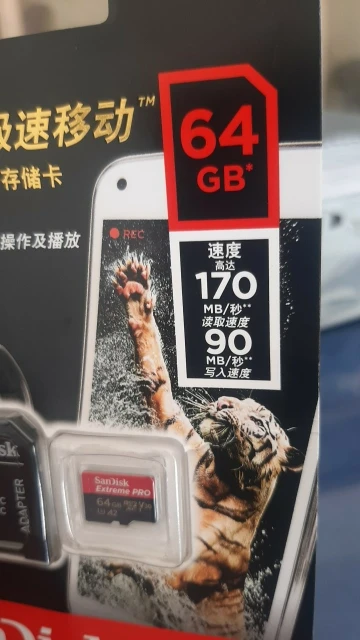 极速移动™
64
GB*
存储卡
操作及播放
REC
速度
高达
170
MB/秒**
读取速度
90
MB/秒**
写入速度
SanDisk
Extreme PRO
64GB
A2
ADAPTER